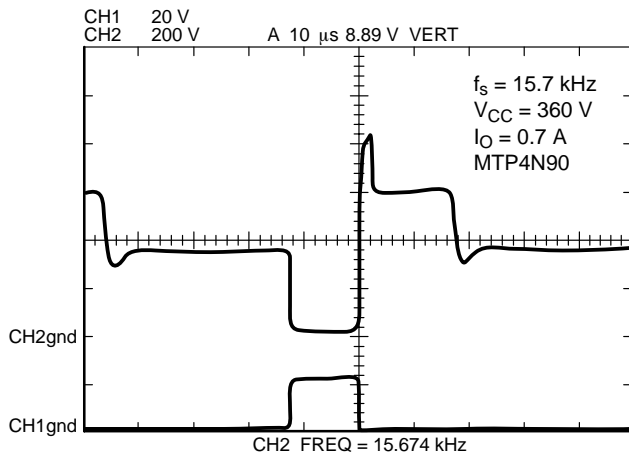 CH1 20 V
CH2 200 V A 10 μs 8.89 V VERT
fs = 15.7 kHz
VCC = 360 V
IO = 0.7 A
MTP4N90
CH2gnd
CH1gnd
CH2 FREQ = 15.674 kHz